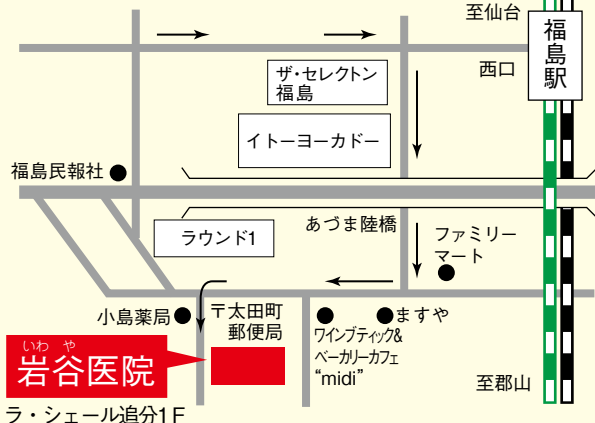 至仙台
福島駅
西口
ザ・セレクトン
福島
イトーヨーカドー
福島民報社
ラウンド1
あづま陸橋
ファミリー
マート
小島薬局
〒太田町
郵便局
ますや
ワインブティック&
ベーカリーカフェ
“midi”
いわ や
岩谷医院
至郡山
ラ・シェール追分1F